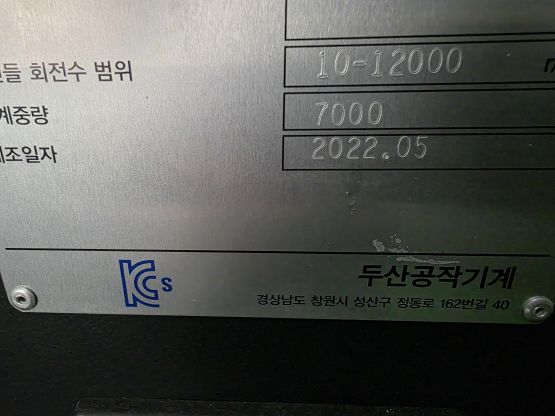 들 회전수 범위 10-12000
계중량 7000
제조일자 2022.05
KCs
두산공작기계
경상남도 창원시 성산구 정동로 162번길 40